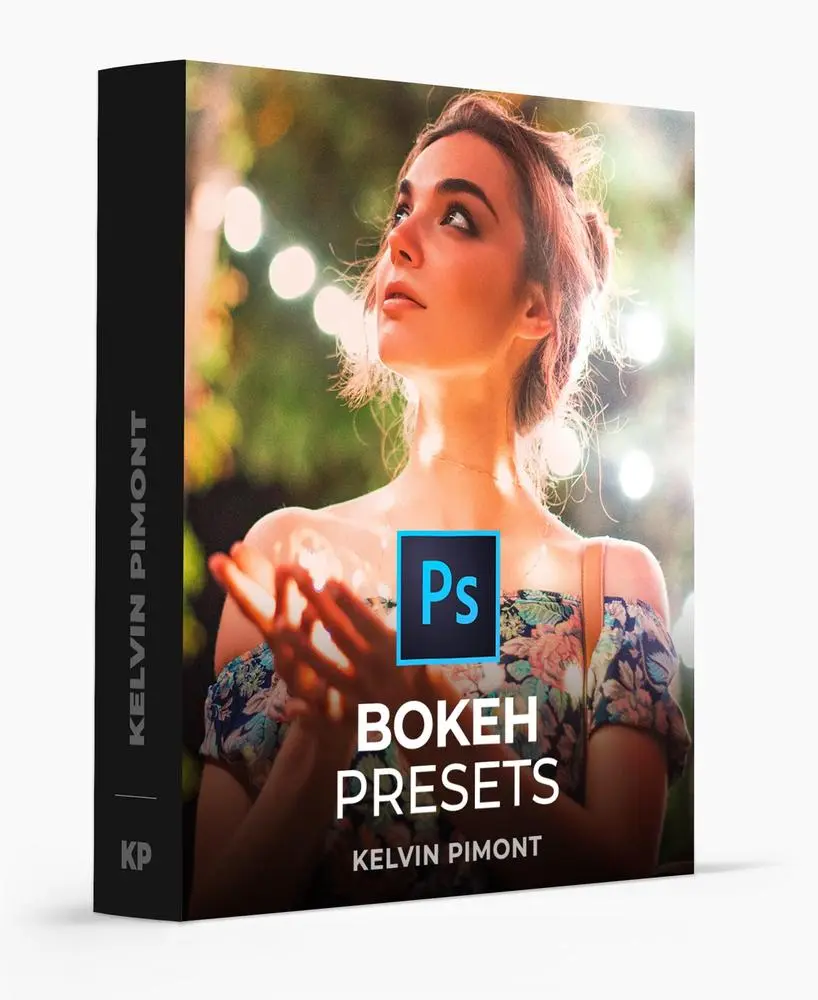 KELVIN PIMONT
KP
Ps
BOKEH
PRESETS
KELVIN PIMONT